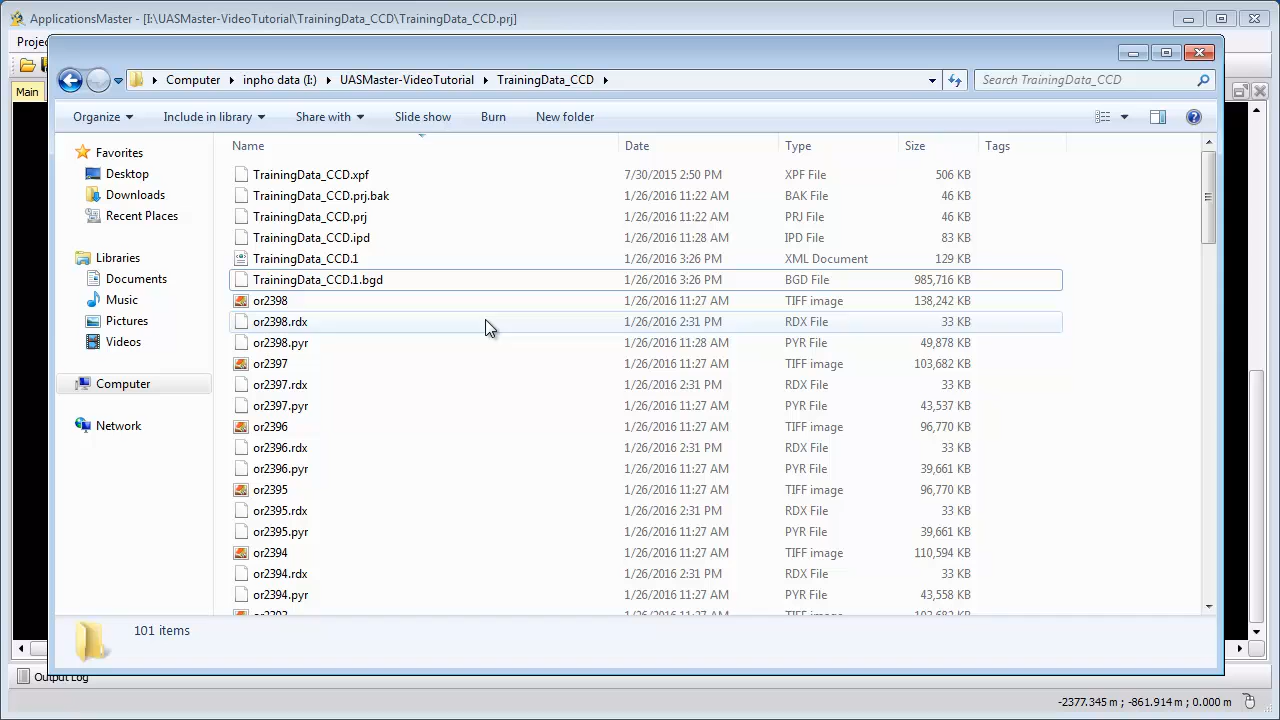 ApplicationsMaster - [I:\UASMaster-VideoTutorial\TrainingData_CCD\TrainingData_CCD.prj]
Computer inpho data (I:) UASMaster-VideoTutorial TrainingData_CCD Search TrainingData_CCD
Main
Organize Include in library Share with Slide show Burn New folder
Name Date Type Size Tags
Favorites
Desktop
Downloads
Recent Places
Libraries
Documents
Music
Pictures
Videos
Computer
Network
TrainingData_CCD.xpf 7/30/2015 2:50 PM XPF File 506 KB
TrainingData_CCD.prj.bak 1/26/2016 11:22 AM BAK File 46 KB
TrainingData_CCD.prj 1/26/2016 11:22 AM PRJ File 46 KB
TrainingData_CCD.ipd 1/26/2016 11:28 AM IPD File 83 KB
TrainingData_CCD.1 1/26/2016 3:26 PM XML Document 129 KB
TrainingData_CCD.1.bgd 1/26/2016 3:26 PM BGD File 985,716 KB
or2398 1/26/2016 11:27 AM TIFF image 138,242 KB
or2398.rdx 1/26/2016 2:31 PM RDX File 33 KB
or2398.pyr 1/26/2016 11:28 AM PYR File 49,878 KB
or2397 1/26/2016 11:27 AM TIFF image 103,682 KB
or2397.rdx 1/26/2016 2:31 PM RDX File 33 KB
or2397.pyr 1/26/2016 11:27 AM PYR File 43,537 KB
or2396 1/26/2016 11:27 AM TIFF image 96,770 KB
or2396.rdx 1/26/2016 2:31 PM RDX File 33 KB
or2396.pyr 1/26/2016 11:27 AM PYR File 39,661 KB
or2395 1/26/2016 11:27 AM TIFF image 96,770 KB
or2395.rdx 1/26/2016 2:31 PM RDX File 33 KB
or2395.pyr 1/26/2016 11:27 AM PYR File 39,661 KB
or2394 1/26/2016 11:27 AM TIFF image 110,594 KB
or2394.rdx 1/26/2016 2:31 PM RDX File 33 KB
or2394.pyr 1/26/2016 11:27 AM PYR File 43,558 KB
101 items
Output Log
-2377.345 m ; -861.914 m ; 0.000 m